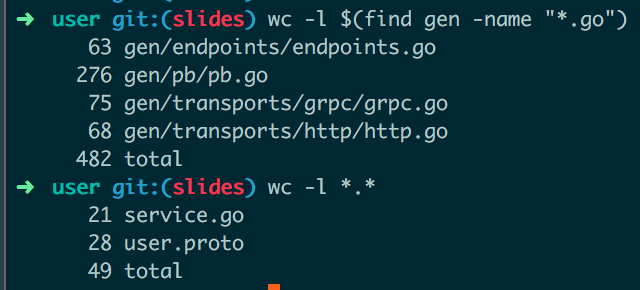 ➜ user git:(slides) wc -l $(find gen -name "*.go")
63 gen/endpoints/endpoints.go
276 gen/pb/pb.go
75 gen/transports/grpc/grpc.go
68 gen/transports/http/http.go
482 total
➜ user git:(slides) wc -l *.*
21 service.go
28 user.proto
49 total